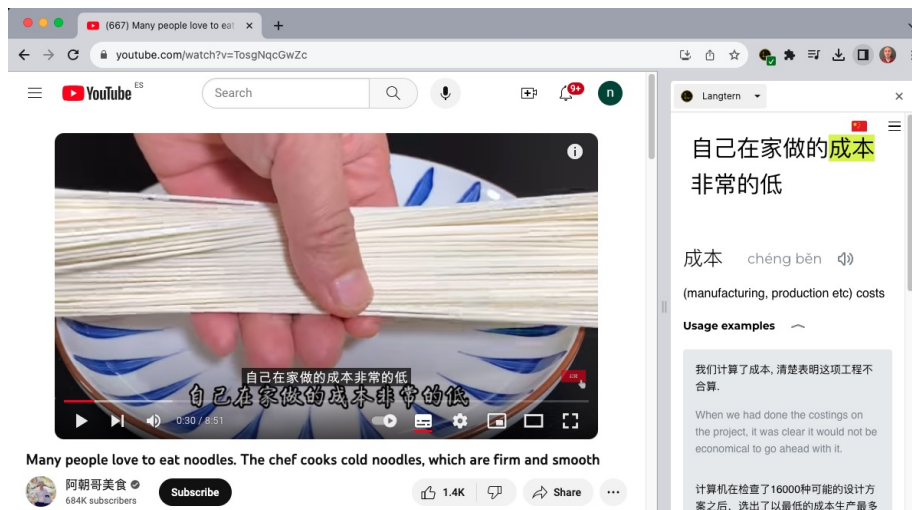 (667) Many people love to eat
youtube.com/watch?v=TosgNqcGwZc
YouTube ES
Search
9+
n
Langtern
自己在家做的成本
非常的低
成本 chéng běn
(manufacturing, production etc) costs
Usage examples
我们计算了成本, 清楚表明这项工程不
合算.
When we had done the costings on
the project, it was clear it would not be
economical to go ahead with it.
计算机在检查了16000种可能的设计方
案之后, 选出了以最低的成本生产最多
自己在家做的成本非常的低
自己在家做的成本非常的低
0:30 / 8:51
Many people love to eat noodles. The chef cooks cold noodles, which are firm and smooth
阿朝哥美食
684K subscribers
Subscribe
1.4K
Share